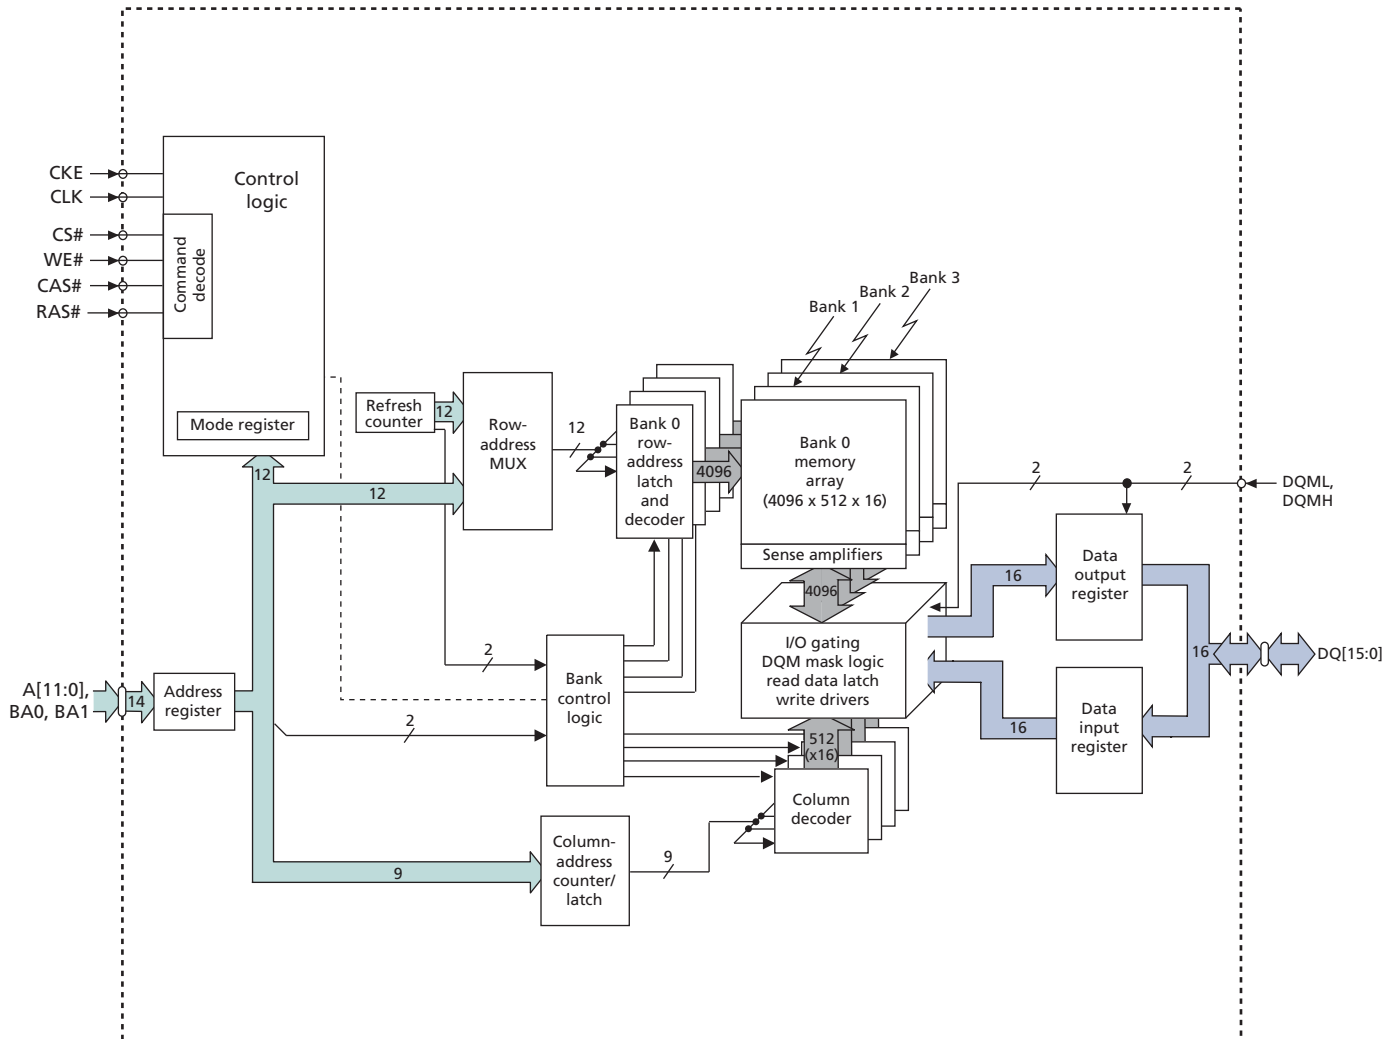 CKE
CLK
CS#
WE#
CAS#
RAS#
Control
logic
Command
decode
Mode register
Bank 3
Bank 2
Bank 1
Refresh
counter
12
Row-
address
MUX
12
12
12
Bank 0
row-
address
latch
and
decoder
4096
Bank 0
memory
array
(4096 x 512 x 16)
Sense amplifiers
4096
2
2
DQML,
DQMH
Data
output
register
16
16
DQ[15:0]
I/O gating
DQM mask logic
read data latch
write drivers
Data
input
register
16
A[11:0],
BA0, BA1
14
Address
register
2
2
Bank
control
logic
512
(x16)
Column
decoder
9
Column-
address
counter/
latch
9